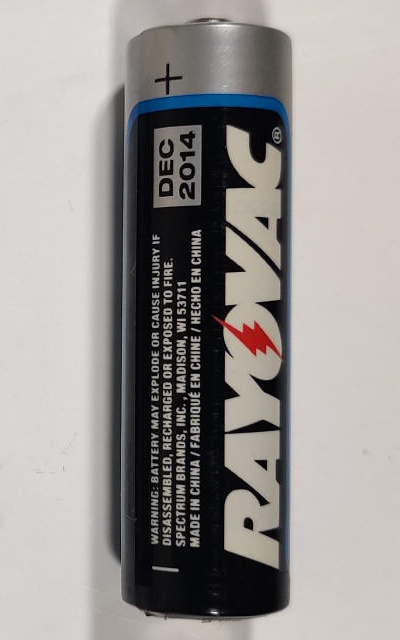 +
DEC
2014
WARNING: BATTERY MAY EXPLODE OR CAUSE INJURY IF
DISASSEMBLED, RECHARGED OR EXPOSED TO FIRE.
SPECTRUM BRANDS, INC., MADISON, WI 53711
MADE IN CHINA / FABRIQUÉ EN CHINE / HECHO EN CHINA
RAYOVAC®
—